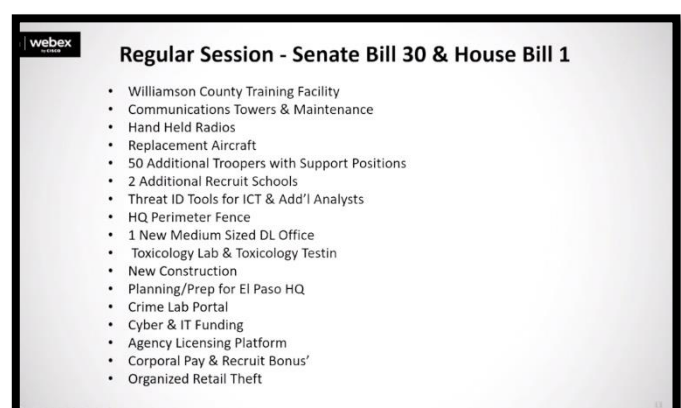 webex
by CISCO
Regular Session - Senate Bill 30 & House Bill 1
• Williamson County Training Facility
• Communications Towers & Maintenance
• Hand Held Radios
• Replacement Aircraft
• 50 Additional Troopers with Support Positions
• 2 Additional Recruit Schools
• Threat ID Tools for ICT & Add'l Analysts
• HQ Perimeter Fence
• 1 New Medium Sized DL Office
• Toxicology Lab & Toxicology Testin
• New Construction
• Planning/Prep for El Paso HQ
• Crime Lab Portal
• Cyber & IT Funding
• Agency Licensing Platform
• Corporal Pay & Recruit Bonus'
• Organized Retail Theft